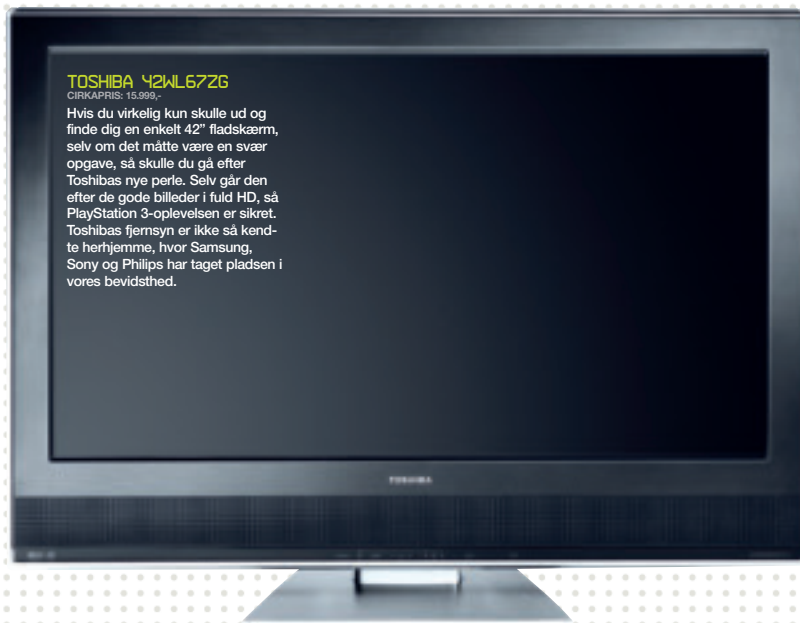 TOSHIBA 42WL67ZG
CIRKAPRIS: 15.999,-
Hvis du virkelig kun skulle ud og
finde dig en enkelt 42” fladskærm,
selv om det måtte være en svær
opgave, så skulle du gå efter
Toshibas nye perle. Selv går den
efter de gode billeder i fuld HD, så
PlayStation 3-oplevelsen er sikret.
Toshibas fjernsyn er ikke så kend-
te herhjemme, hvor Samsung,
Sony og Philips har taget pladsen i
vores bevidsthed.
TOSHIBA